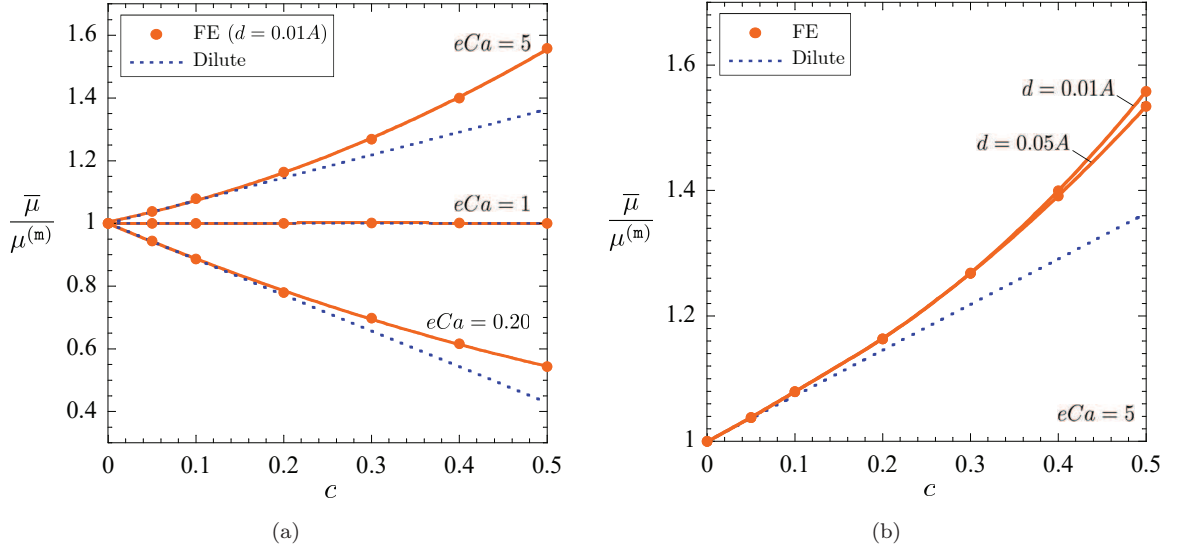 1.6
1.4
1.2
1
0.8
0.6
0.4
μ̅
μ^(m)
FE (d = 0.01A)
Dilute
eCa = 5
eCa = 1
eCa = 0.20
0 0.1 0.2 0.3 0.4 0.5
c
(a)
1.6
1.4
1.2
1
μ̅
μ^(m)
FE
Dilute
d = 0.01A
d = 0.05A
eCa = 5
0 0.1 0.2 0.3 0.4 0.5
c
(b)